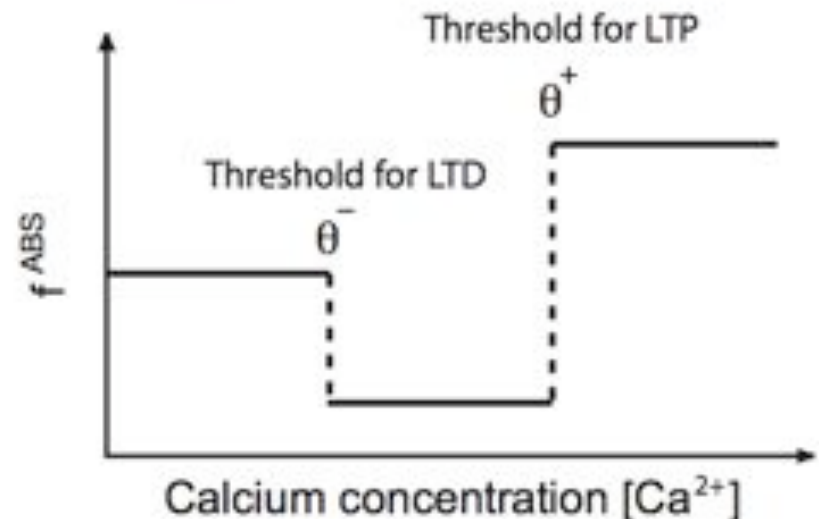 Threshold for LTP
θ⁺
Threshold for LTD
θ⁻
f ᴬᴮˢ
Calcium concentration [Ca²⁺]